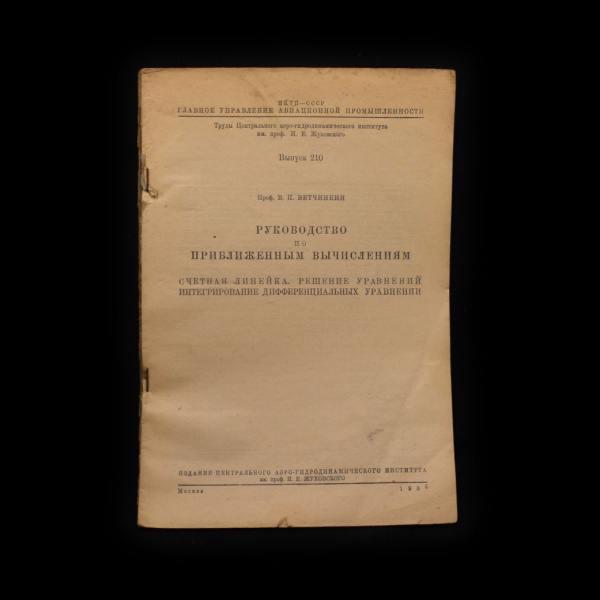 НКТП—СССР
ГЛАВНОЕ УПРАВЛЕНИЕ АВИАЦИОННОЙ ПРОМЫШЛЕННОСТИ
Труды Центрального аэро-гидродинамического института
им. проф. Н. Е. Жуковского
Выпуск 210
Проф. В. П. ВЕТЧИНКИН
РУКОВОДСТВО
ПО
ПРИБЛИЖЕННЫМ ВЫЧИСЛЕНИЯМ
СЧЕТНАЯ ЛИНЕЙКА. РЕШЕНИЕ УРАВНЕНИЙ
ИНТЕГРИРОВАНИЕ ДИФФЕРЕНЦИАЛЬНЫХ УРАВНЕНИЙ
ИЗДАНИЕ ЦЕНТРАЛЬНОГО АЭРО-ГИДРОДИНАМИЧЕСКОГО ИНСТИТУТА
им. проф. Н. Е. ЖУКОВСКОГО
Москва